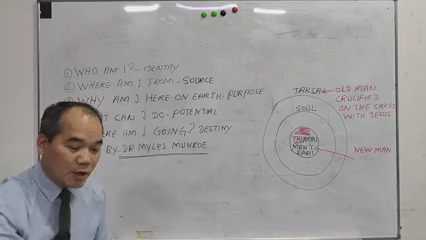 ① WHO AM I? - IDENTITY
② WHERE AM I FROM - SOURCE
WHY AM I HERE ON EARTH - PURPOSE
CAN I DO - POTENTIAL
AM I GOING? DESTINY
BY. DR. MYLES MUNROE
TAKSA
OLD MAN
CRUCIFIED
ON THE CROSS
WITH JESUS
SOUL
MAN'S
SPIRIT
NEW MAN